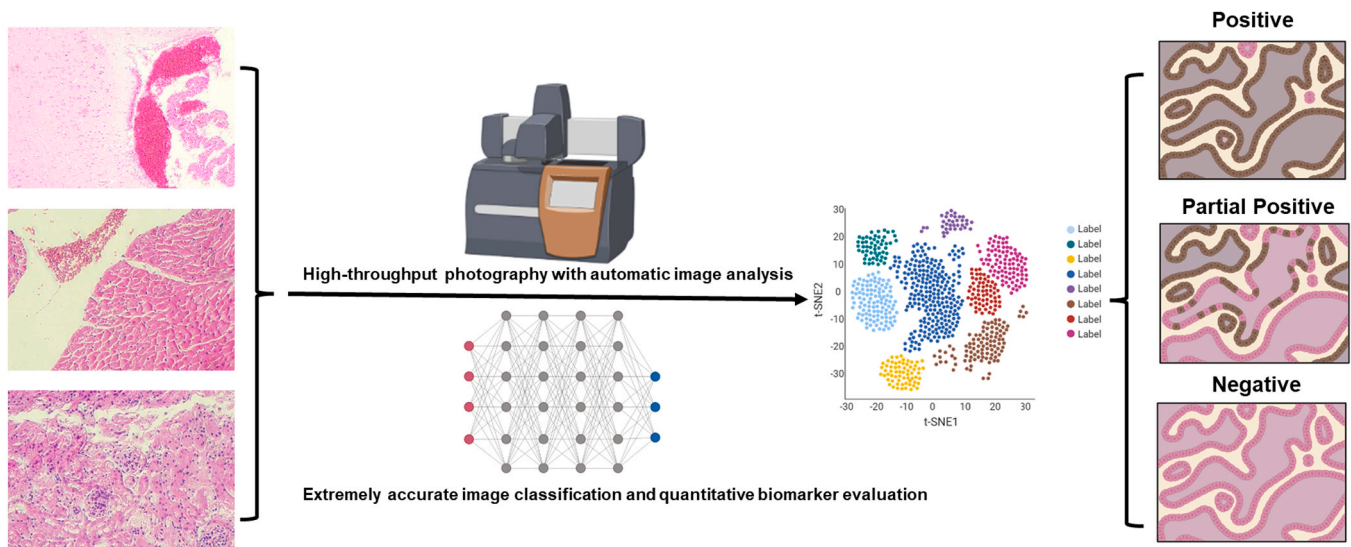 High-throughput photography with automatic image analysis
Extremely accurate image classification and quantitative biomarker evaluation
t-SNE2
30
20
10
0
-10
-20
-30
-30
-20
-10
0
10
20
30
t-SNE1
Label
Label
Label
Label
Label
Label
Label
Label
Positive
Partial Positive
Negative